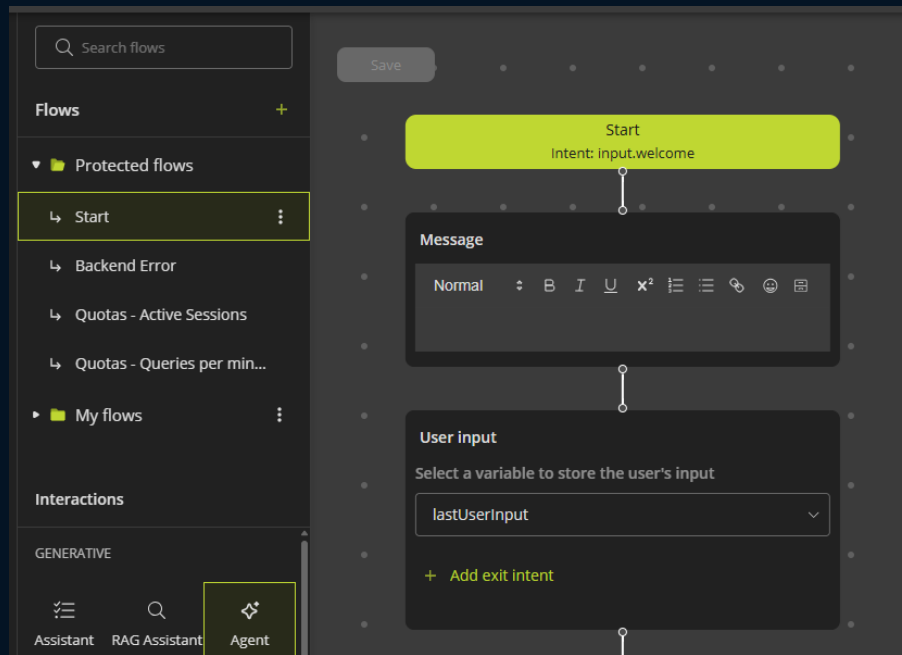 Search flows
Flows
Protected flows
Start
Backend Error
Quotas - Active Sessions
Quotas - Queries per min...
My flows
Interactions
GENERATIVE
Assistant
RAG Assistant
Agent
Save
Start
Intent: input.welcome
Message
Normal
B I U X²
User input
Select a variable to store the user's input
lastUserInput
+ Add exit intent